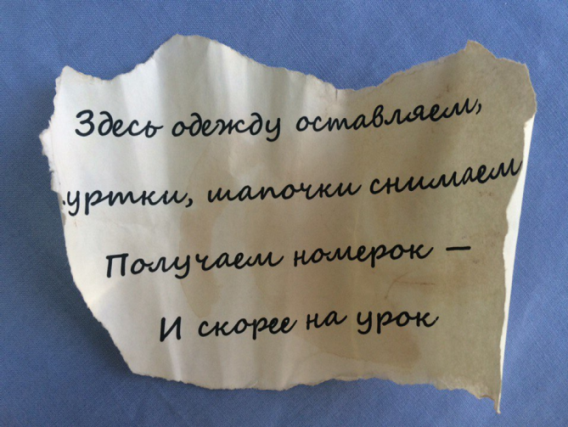 Здесь одежду оставляем,
уртки, шапочки снимаем
Получаем номерок —
И скорее на урок